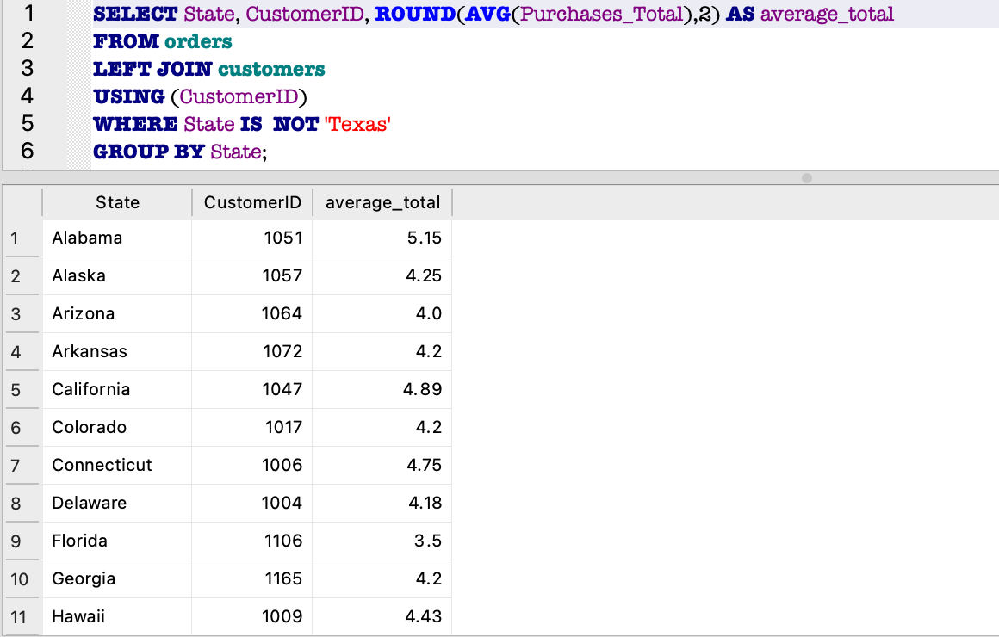 1 SELECT State, CustomerID, ROUND(AVG(Purchases_Total),2) AS average_total
2 FROM orders
3 LEFT JOIN customers
4 USING (CustomerID)
5 WHERE State IS  NOT 'Texas'
6 GROUP BY State;
State CustomerID average_total
1 Alabama 1051 5.15
2 Alaska 1057 4.25
3 Arizona 1064 4.0
4 Arkansas 1072 4.2
5 California 1047 4.89
6 Colorado 1017 4.2
7 Connecticut 1006 4.75
8 Delaware 1004 4.18
9 Florida 1106 3.5
10 Georgia 1165 4.2
11 Hawaii 1009 4.43